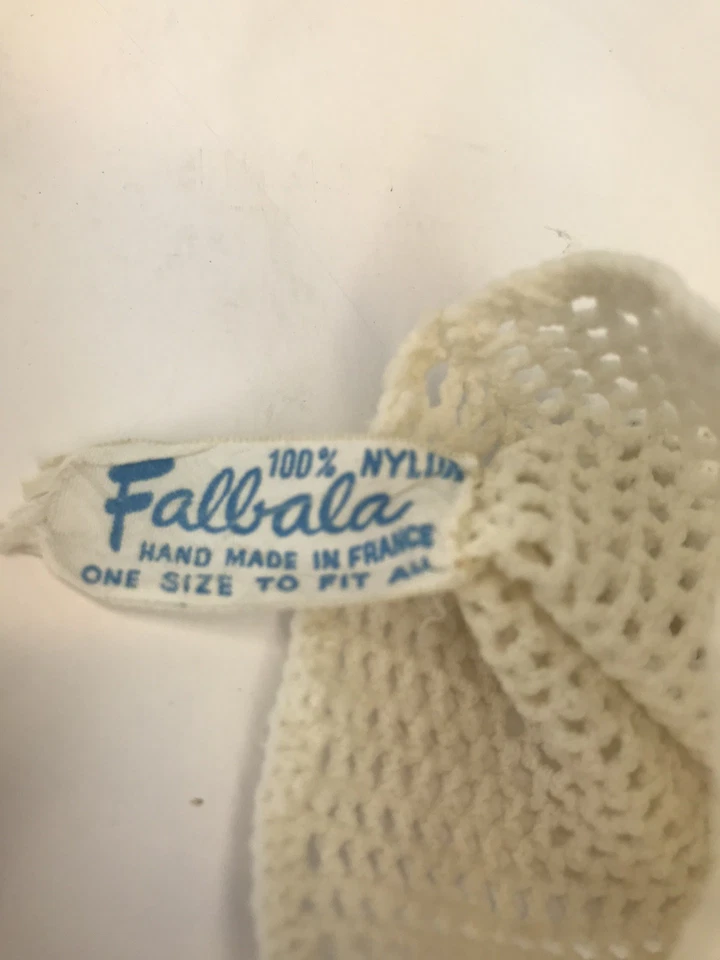 100% NYLON
Falbala
HAND MADE IN FRANCE
ONE SIZE TO FIT ALL